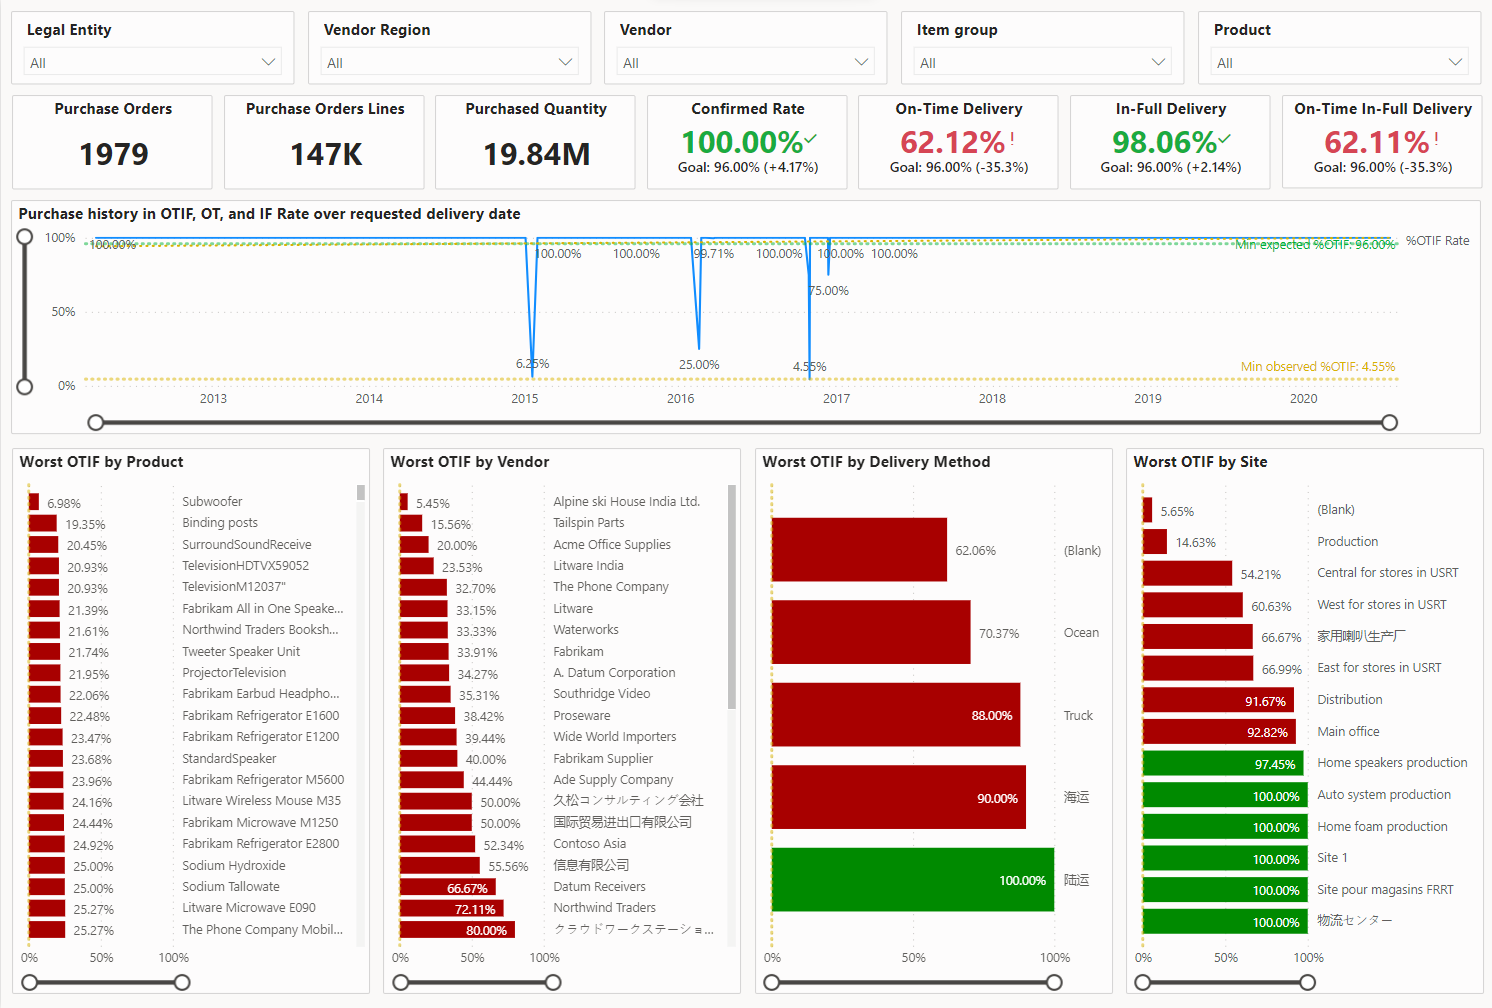 Legal Entity
All
Vendor Region
All
Vendor
All
Item group
All
Product
All
Purchase Orders
1979
Purchase Orders Lines
147K
Purchased Quantity
19.84M
Confirmed Rate
100.00%✓
Goal: 96.00% (+4.17%)
On-Time Delivery
62.12%!
Goal: 96.00% (-35.3%)
In-Full Delivery
98.06%✓
Goal: 96.00% (+2.14%)
On-Time In-Full Delivery
62.11%!
Goal: 96.00% (-35.3%)
Purchase history in OTIF, OT, and IF Rate over requested delivery date
100%
50%
0%
100.00%
6.25%
100.00%
100.00%
25.00%
99.71%
100.00%
4.55%
75.00%
100.00%
100.00%
Min expected %OTIF: 96.00%
%OTIF Rate
Min observed %OTIF: 4.55%
2013
2014
2015
2016
2017
2018
2019
2020
Worst OTIF by Product
6.98% Subwoofer
19.35% Binding posts
20.45% SurroundSoundReceive
20.93% TelevisionHDTVX59052
20.93% TelevisionM12037"
21.39% Fabrikam All in One Speake...
21.61% Northwind Traders Booksh...
21.74% Tweeter Speaker Unit
21.95% ProjectorTelevision
22.06% Fabrikam Earbud Headpho...
22.48% Fabrikam Refrigerator E1600
23.47% Fabrikam Refrigerator E1200
23.68% StandardSpeaker
23.96% Fabrikam Refrigerator M5600
24.16% Litware Wireless Mouse M35
24.44% Fabrikam Microwave M1250
24.92% Fabrikam Refrigerator E2800
25.00% Sodium Hydroxide
25.00% Sodium Tallowate
25.27% Litware Microwave E090
25.27% The Phone Company Mobil...
0% 50% 100%
Worst OTIF by Vendor
5.45% Alpine ski House India Ltd.
15.56% Tailspin Parts
20.00% Acme Office Supplies
23.53% Litware India
32.70% The Phone Company
33.15% Litware
33.33% Waterworks
33.91% Fabrikam
34.27% A. Datum Corporation
35.31% Southridge Video
38.42% Proseware
39.44% Wide World Importers
40.00% Fabrikam Supplier
44.44% Ade Supply Company
50.00% 久松コンサルティング会社
50.00% 国际贸易进出口有限公司
52.34% Contoso Asia
55.56% 信息有限公司
66.67% Datum Receivers
72.11% Northwind Traders
80.00% クラウドワークステーショ...
0% 50% 100%
Worst OTIF by Delivery Method
62.06% (Blank)
70.37% Ocean
88.00% Truck
90.00% 海运
100.00% 陆运
0% 50% 100%
Worst OTIF by Site
5.65% (Blank)
14.63% Production
54.21% Central for stores in USRT
60.63% West for stores in USRT
66.67% 家用喇叭生产厂
66.99% East for stores in USRT
91.67% Distribution
92.82% Main office
97.45% Home speakers production
100.00% Auto system production
100.00% Home foam production
100.00% Site 1
100.00% Site pour magasins FRRT
100.00% 物流センター
0% 50% 100%